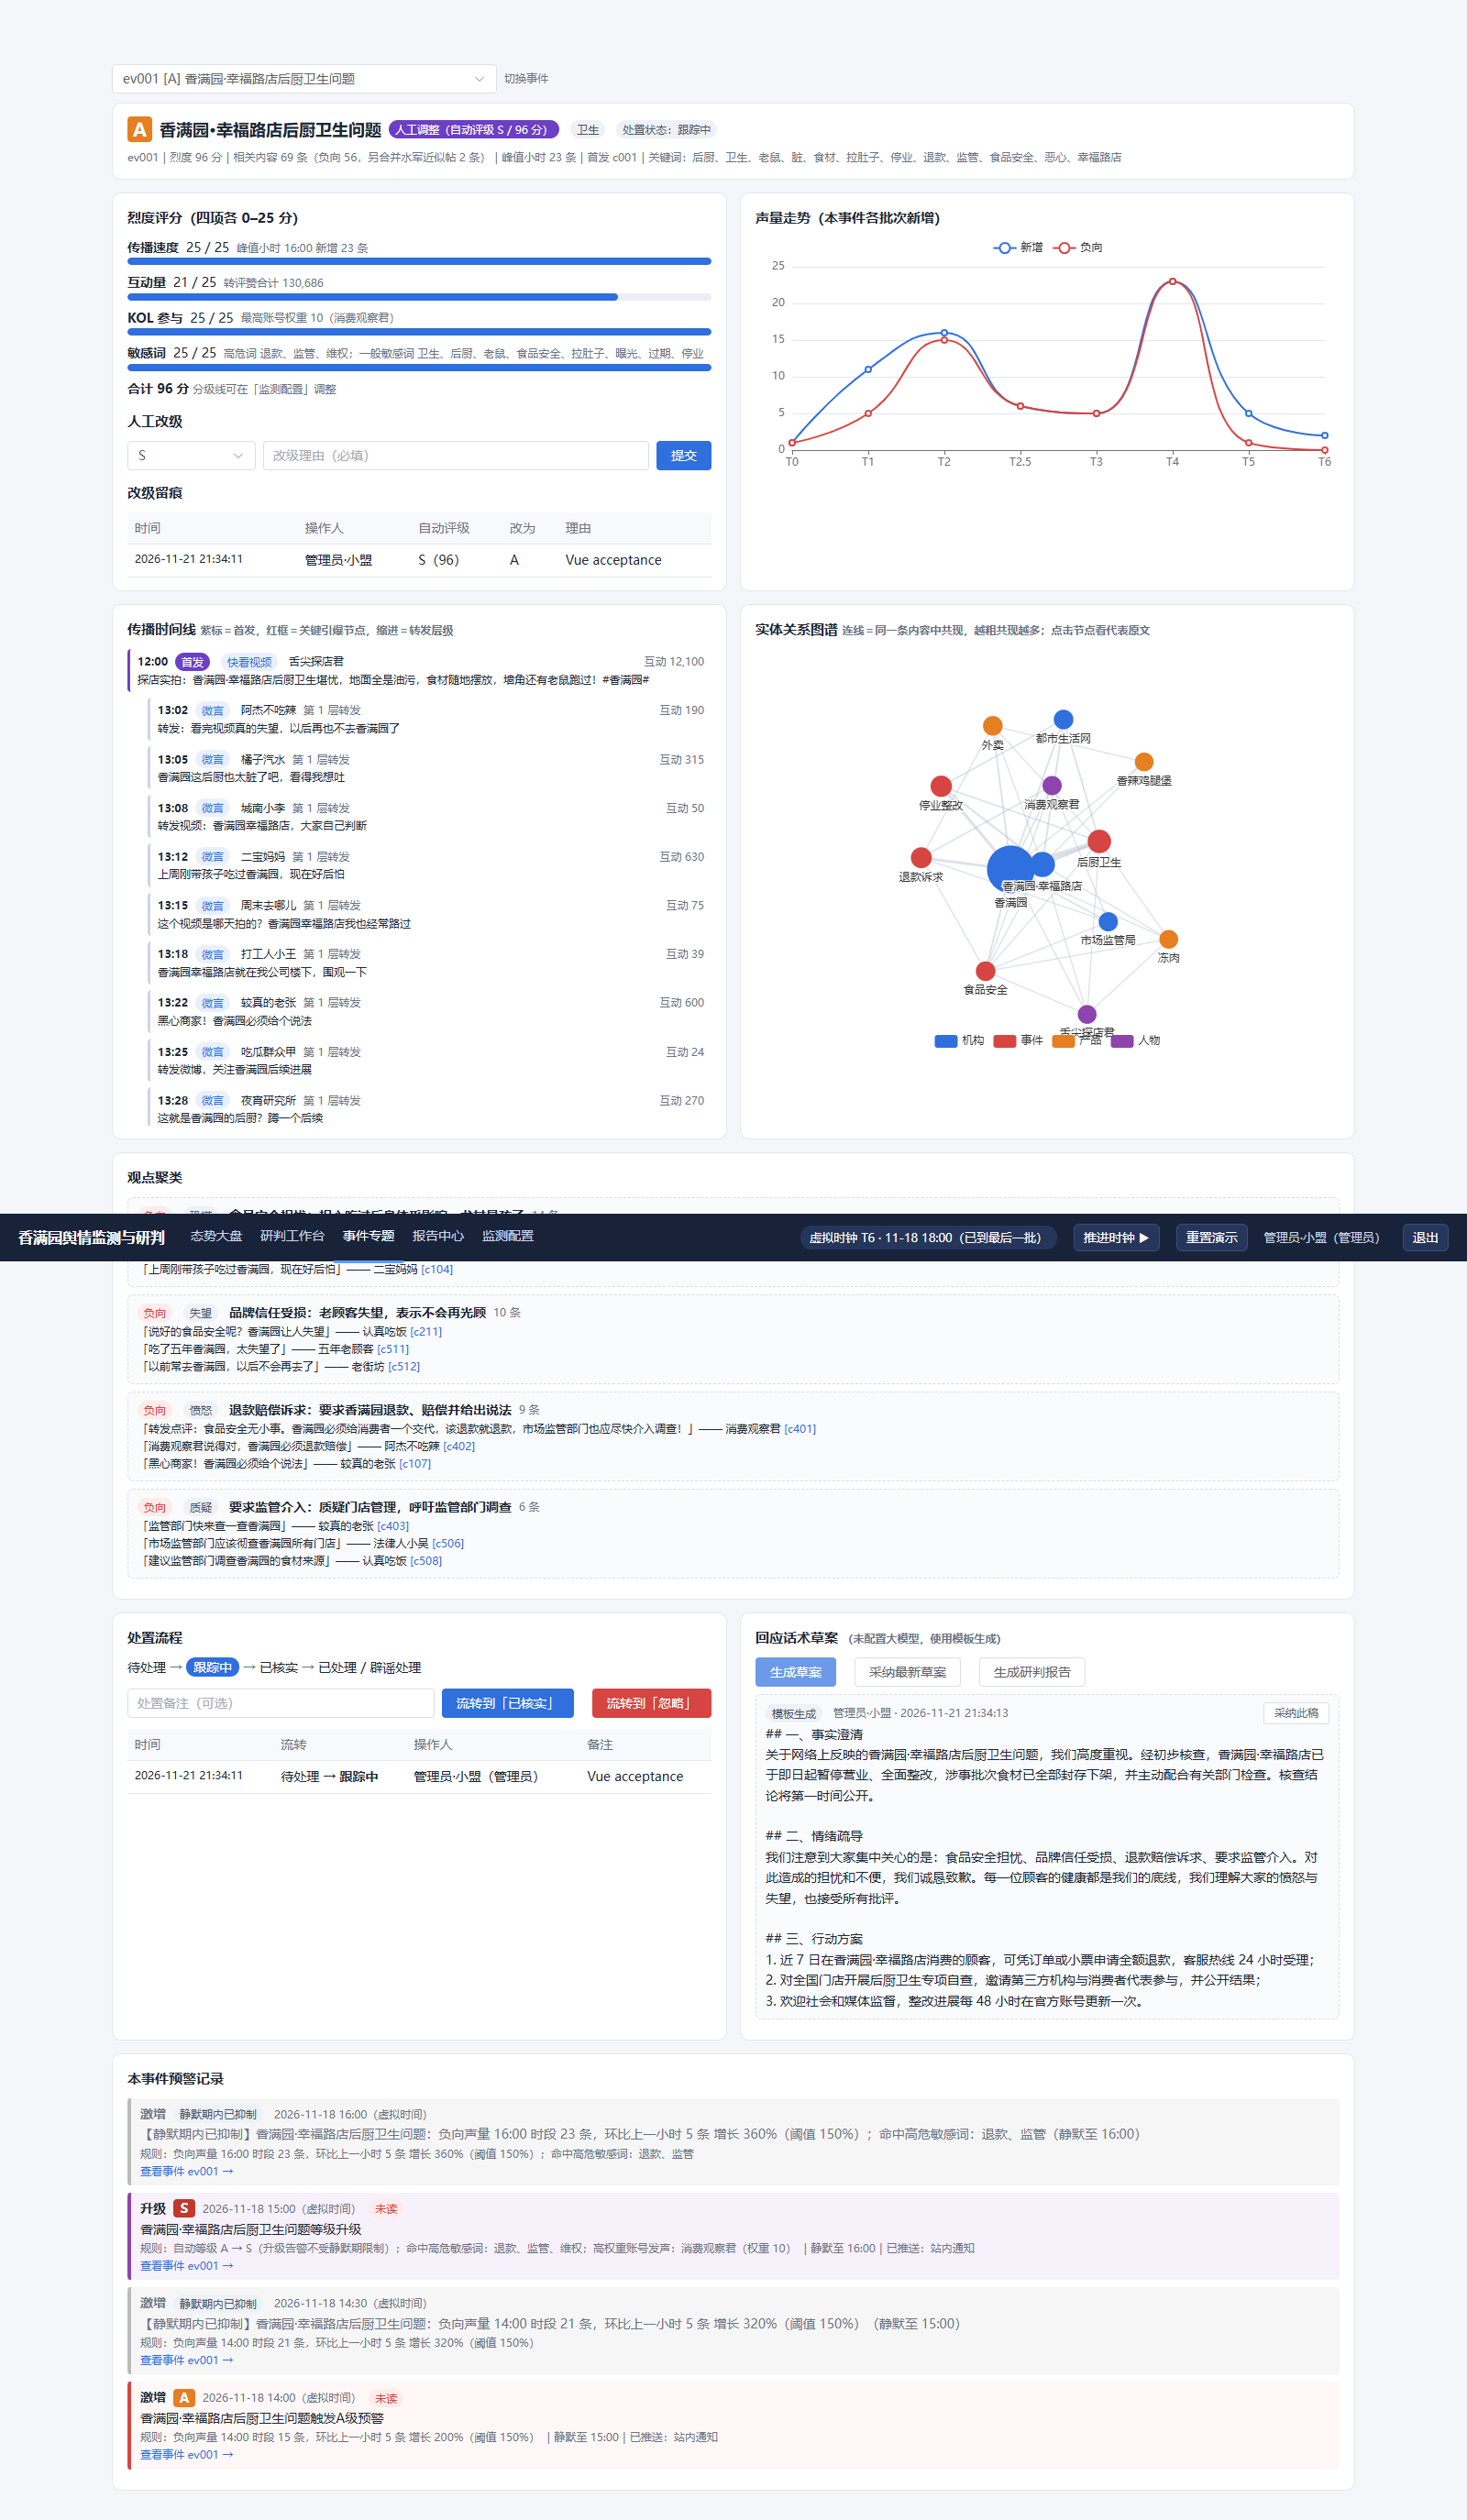 ev001 [A] 香满园·幸福路店后厨卫生问题 切换事件
A 香满园·幸福路店后厨卫生问题 人工调整（自动评级 S / 96 分） 卫生 处置状态：跟踪中
ev001 | 烈度 96 分 | 相关内容 69 条（负向 56，另合并水军近似帖 2 条） | 峰值小时 23 条 | 首发 c001 | 关键词：后厨、卫生、老鼠、脏、食材、拉肚子、停业、退款、监管、食品安全、恶心、幸福路店
烈度评分（四项各 0–25 分）
传播速度 25 / 25 峰值小时 16:00 新增 23 条
互动量 21 / 25 转评赞合计 130,686
KOL 参与 25 / 25 最高账号权重 10（消费观察君）
敏感词 25 / 25 高危词 退款、监管、维权；一般敏感词 卫生、后厨、老鼠、食品安全、拉肚子、曝光、过期、停业
合计 96 分 分级线可在「监测配置」调整
人工改级
S 改级理由（必填） 提交
改级留痕
时间 操作人 自动评级 改为 理由
2026-11-21 21:34:11 管理员·小盟 S（96） A Vue acceptance
声量走势（本事件各批次新增）
新增 负向
25
20
15
10
5
0
T0 T1 T2 T2.5 T3 T4 T5 T6
传播时间线 紫标＝首发，红框＝关键引爆节点，缩进＝转发层级
12:00 首发 快看视频 舌尖探店君 互动 12,100
探店实拍：香满园·幸福路店后厨卫生堪忧，地面全是油污，食材随地摆放，墙角还有老鼠跑过！#香满园#
13:02 微言 阿杰不吃辣 第 1 层转发 互动 190
转发：看完视频真的失望，以后再也不去香满园了
13:05 微言 橘子汽水 第 1 层转发 互动 315
香满园这后厨也太脏了吧，看得我想吐
13:08 微言 城南小李 第 1 层转发 互动 50
转发视频：香满园幸福路店，大家自己判断
13:12 微言 二宝妈妈 第 1 层转发 互动 630
上周刚带孩子吃过香满园，现在好后怕
13:15 微言 周末去哪儿 第 1 层转发 互动 75
这个视频是哪天拍的？香满园幸福路店我也经常路过
13:18 微言 打工人小王 第 1 层转发 互动 39
香满园幸福路店就在我公司楼下，围观一下
13:22 微言 较真的老张 第 1 层转发 互动 600
黑心商家！香满园必须给个说法
13:25 微言 吃瓜群众甲 第 1 层转发 互动 24
转发微博，关注香满园后续进展
13:28 微言 夜宵研究所 第 1 层转发 互动 270
这就是香满园的后厨？蹲一个后续
实体关系图谱 连线＝同一条内容中共现，越粗共现越多；点击节点看代表原文
外卖
都市生活网
香辣鸡腿堡
停业整改
消费观察君
后厨卫生
退款诉求
香满园·幸福路店
香满园
市场监管局
冻肉
食品安全
舌尖探店君
机构 事件 产品 人物
观点聚类
香满园舆情监测与研判 态势大盘 研判工作台 事件专题 报告中心 监测配置 虚拟时钟 T6 · 11-18 18:00（已到最后一批） 推进时钟 ▶ 重置演示 管理员·小盟（管理员） 退出
「上周刚带孩子吃过香满园，现在好后怕」—— 二宝妈妈 [c104]
负向 失望 品牌信任受损：老顾客失望，表示不会再光顾 10 条
「说好的食品安全呢？香满园让人失望」—— 认真吃饭 [c211]
「吃了五年香满园，太失望了」—— 五年老顾客 [c511]
「以前常去香满园，以后不会再去了」—— 老街坊 [c512]
负向 愤怒 退款赔偿诉求：要求香满园退款、赔偿并给出说法 9 条
「转发点评：食品安全无小事。香满园必须给消费者一个交代，该退款就退款，市场监管部门也应尽快介入调查！」—— 消费观察君 [c401]
「消费观察君说得对，香满园必须退款赔偿」—— 阿杰不吃辣 [c402]
「黑心商家！香满园必须给个说法」—— 较真的老张 [c107]
负向 质疑 要求监管介入：质疑门店管理，呼吁监管部门调查 6 条
「监管部门快来查一查香满园」—— 较真的老张 [c403]
「市场监管部门应该彻查香满园所有门店」—— 法律人小吴 [c506]
「建议监管部门调查香满园的食材来源」—— 认真吃饭 [c508]
处置流程
待处理 → 跟踪中 → 已核实 → 已处理 / 辟谣处理
处置备注（可选） 流转到「已核实」 流转到「忽略」
时间 流转 操作人 备注
2026-11-21 21:34:11 待处理 → 跟踪中 管理员·小盟（管理员） Vue acceptance
回应话术草案 （未配置大模型，使用模板生成）
生成草案 采纳最新草案 生成研判报告
模板生成 管理员·小盟 · 2026-11-21 21:34:13 采纳此稿
## 一、事实澄清
关于网络上反映的香满园·幸福路店后厨卫生问题，我们高度重视。经初步核查，香满园·幸福路店已
于即日起暂停营业、全面整改，涉事批次食材已全部封存下架，并主动配合有关部门检查。核查结
论将第一时间公开。
## 二、情绪疏导
我们注意到大家集中关心的是：食品安全担忧、品牌信任受损、退款赔偿诉求、要求监管介入。对
此造成的担忧和不便，我们诚恳致歉。每一位顾客的健康都是我们的底线，我们理解大家的愤怒与
失望，也接受所有批评。
## 三、行动方案
1. 近 7 日在香满园·幸福路店消费的顾客，可凭订单或小票申请全额退款，客服热线 24 小时受理；
2. 对全国门店开展后厨卫生专项自查，邀请第三方机构与消费者代表参与，并公开结果；
3. 欢迎社会和媒体监督，整改进展每 48 小时在官方账号更新一次。
本事件预警记录
激增 静默期内已抑制 2026-11-18 16:00（虚拟时间）
【静默期内已抑制】香满园·幸福路店后厨卫生问题：负向声量 16:00 时段 23 条，环比上一小时 5 条 增长 360%（阈值 150%）；命中高危敏感词：退款、监管（静默至 16:00）
规则：负向声量 16:00 时段 23 条，环比上一小时 5 条 增长 360%（阈值 150%）；命中高危敏感词：退款、监管
查看事件 ev001 →
升级 S 2026-11-18 15:00（虚拟时间） 未读
香满园·幸福路店后厨卫生问题等级升级
规则：自动等级 A → S（升级告警不受静默期限制）；命中高危敏感词：退款、监管、维权；高权重账号发声：消费观察君（权重 10） | 静默至 16:00 | 已推送：站内通知
查看事件 ev001 →
激增 静默期内已抑制 2026-11-18 14:30（虚拟时间）
【静默期内已抑制】香满园·幸福路店后厨卫生问题：负向声量 14:00 时段 21 条，环比上一小时 5 条 增长 320%（阈值 150%）（静默至 15:00）
规则：负向声量 14:00 时段 21 条，环比上一小时 5 条 增长 320%（阈值 150%）
查看事件 ev001 →
激增 A 2026-11-18 14:00（虚拟时间） 未读
香满园·幸福路店后厨卫生问题触发A级预警
规则：负向声量 14:00 时段 15 条，环比上一小时 5 条 增长 200%（阈值 150%） | 静默至 15:00 | 已推送：站内通知
查看事件 ev001 →